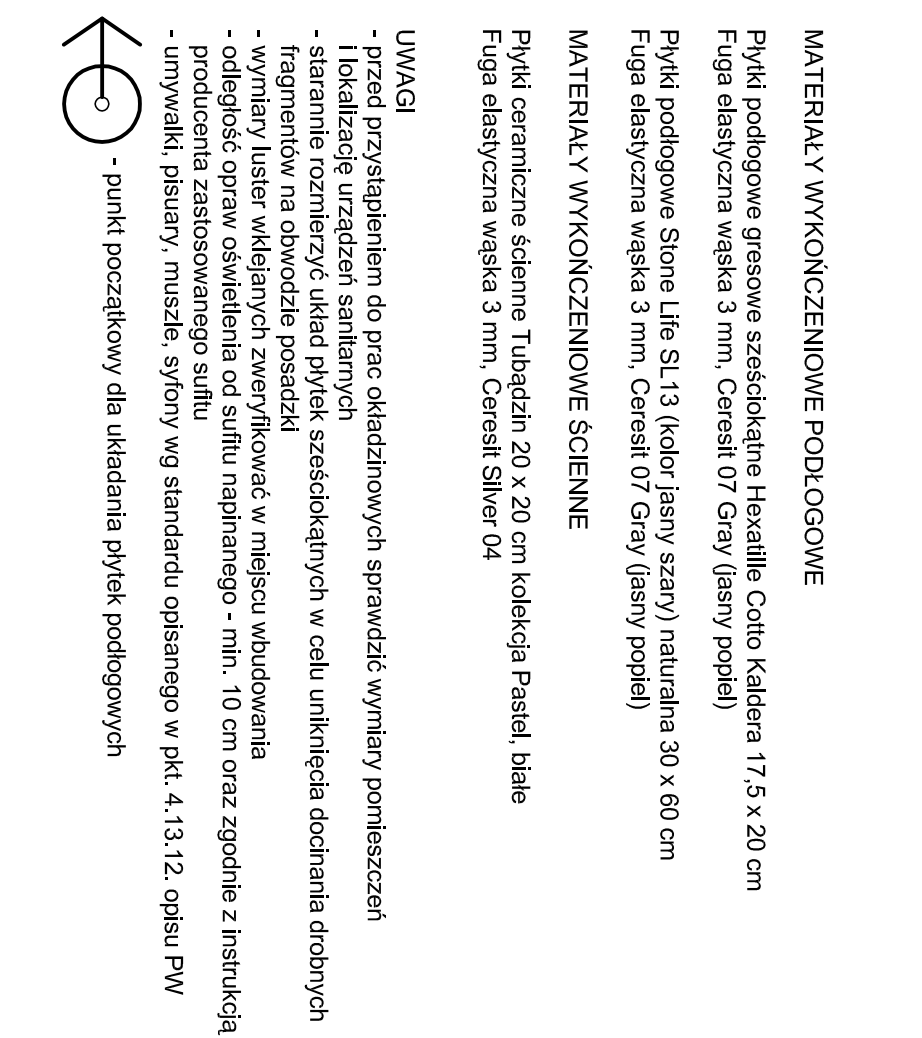 MATERIAŁY WYKOŃCZENIOWE PODŁOGOWE
Płytki podłogowe gresowe sześciokątne Hexatille Cotto Kaldera 17,5 x 20 cm
Fuga elastyczna wąska 3 mm, Ceresit 07 Gray (jasny popiel)
Płytki podłogowe Stone Life SL13 (kolor jasny szary) naturalna 30 x 60 cm
Fuga elastyczna wąska 3 mm, Ceresit 07 Gray (jasny popiel)
MATERIAŁY WYKOŃCZENIOWE ŚCIENNE
Płytki ceramiczne ścienne Tubądzin 20 x 20 cm kolekcja Pastel, białe
Fuga elastyczna wąska 3 mm, Ceresit Silver 04
UWAGI
- przed przystąpieniem do prac okładzinowych sprawdzić wymiary pomieszczeń
i lokalizację urządzeń sanitarnych
- starannie rozmierzyć układ płytek sześciokątnych w celu uniknięcia docinania drobnych
fragmentów na obwodzie posadzki
- wymiary luster wklejanych zweryfikować w miejscu wbudowania
- odległość opraw oświetlenia od sufitu napinanego - min. 10 cm oraz zgodnie z instrukcją
producenta zastosowanego sufitu
- umywalki, pisuary, muszle, syfony wg standardu opisanego w pkt. 4.13.12. opisu PW
- punkt początkowy dla układania płytek podłogowych